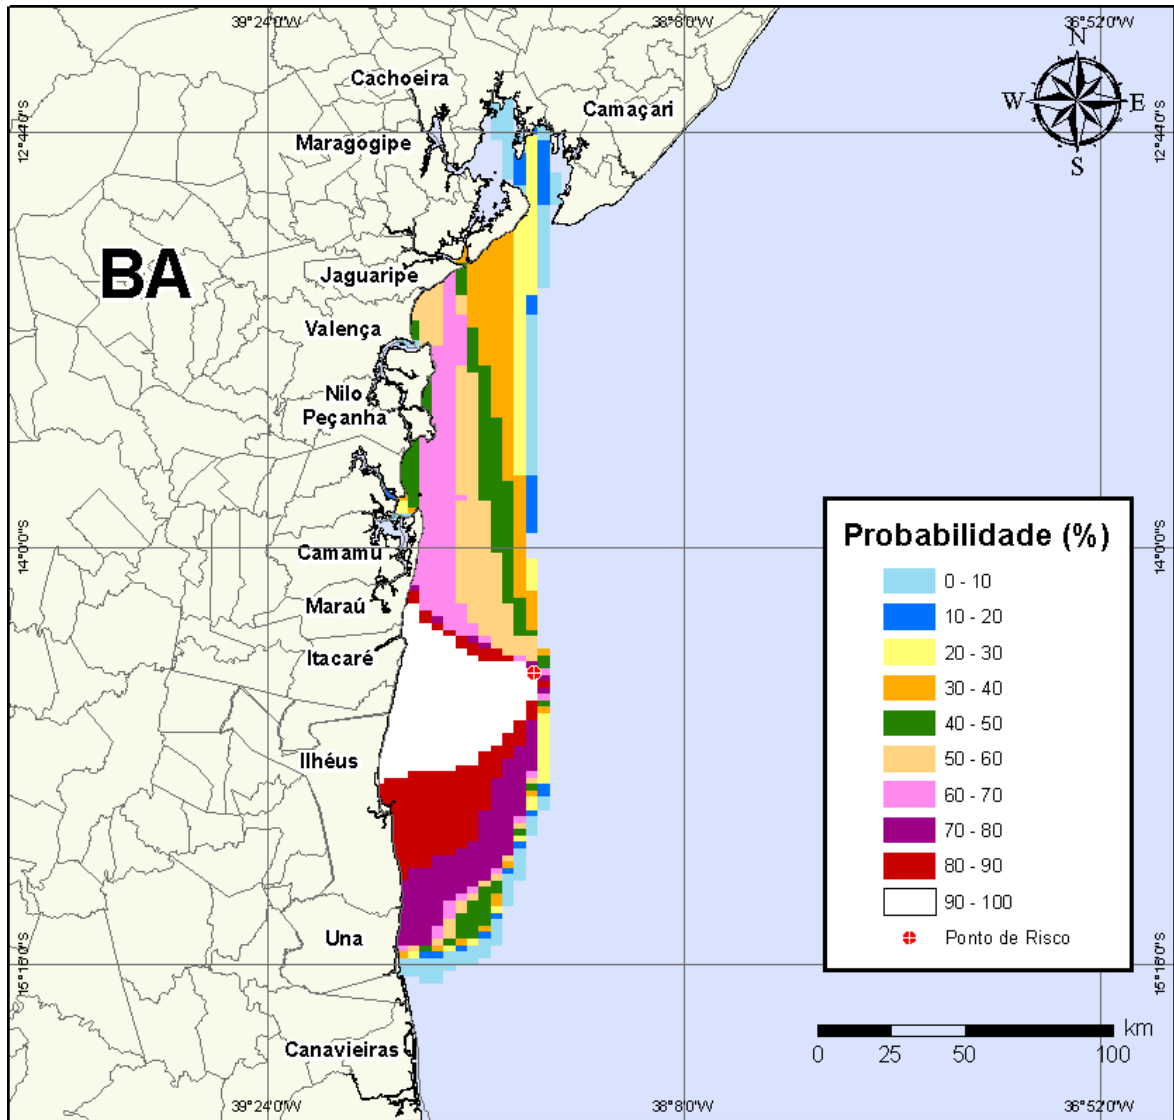 39°24'0"W
38°8'0"W
36°52'0"W
N
W
E
S
12°44'0"S
12°44'0"S
Cachoeira
Camaçari
Maragogipe
BA
Jaguaripe
Valença
Nilo
Peçanha
14°0'0"S
14°0'0"S
Camamu
Maraú
Itacaré
Ilhéus
Una
Canavieiras
15°16'0"S
15°16'0"S
Probabilidade (%)
0 - 10
10 - 20
20 - 30
30 - 40
40 - 50
50 - 60
60 - 70
70 - 80
80 - 90
90 - 100
Ponto de Risco
km
0 25 50 100
39°24'0"W
38°8'0"W
36°52'0"W